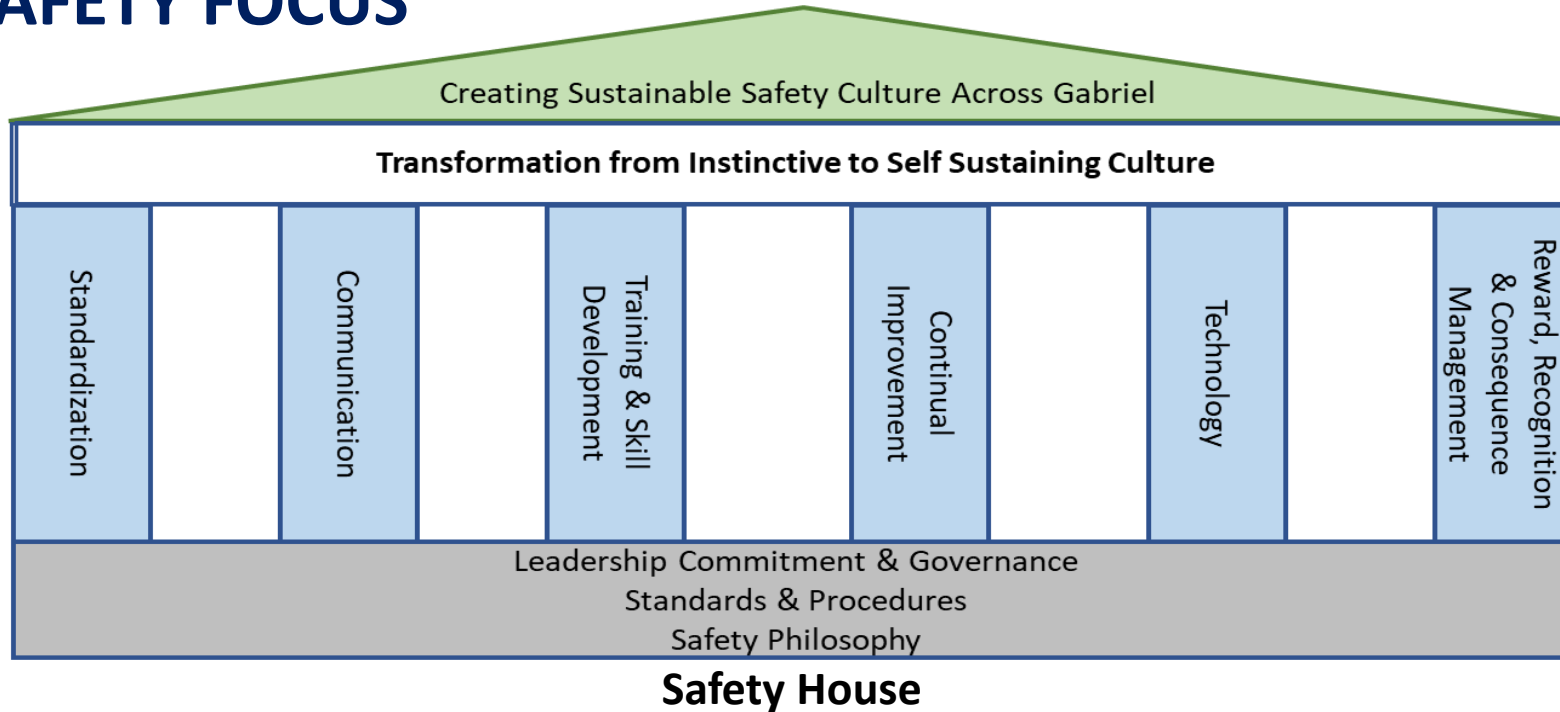 AFETY FOCUS
Creating Sustainable Safety Culture Across Gabriel
Transformation from Instinctive to Self Sustaining Culture
Standardization
Communication
Training & Skill
Development
Continual
Improvement
Technology
Reward, Recognition
& Consequence
Management
Leadership Commitment & Governance
Standards & Procedures
Safety Philosophy
Safety House